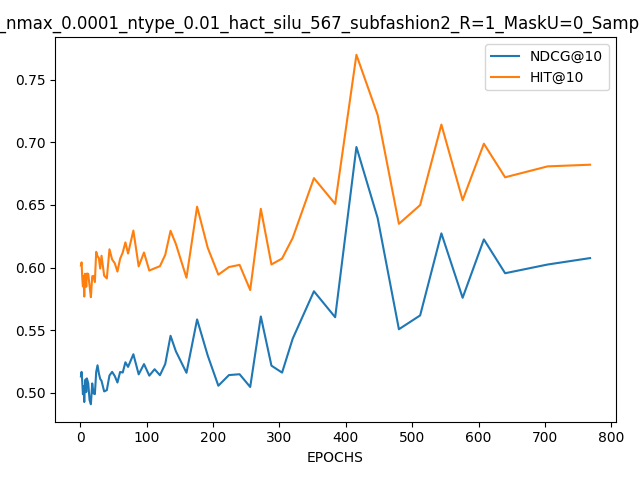 _nmax_0.0001_ntype_0.01_hact_silu_567_subfashion2_R=1_MaskU=0_Samp
NDCG@10
HIT@10
0.75
0.70
0.65
0.60
0.55
0.50
0 100 200 300 400 500 600 700 800
EPOCHS